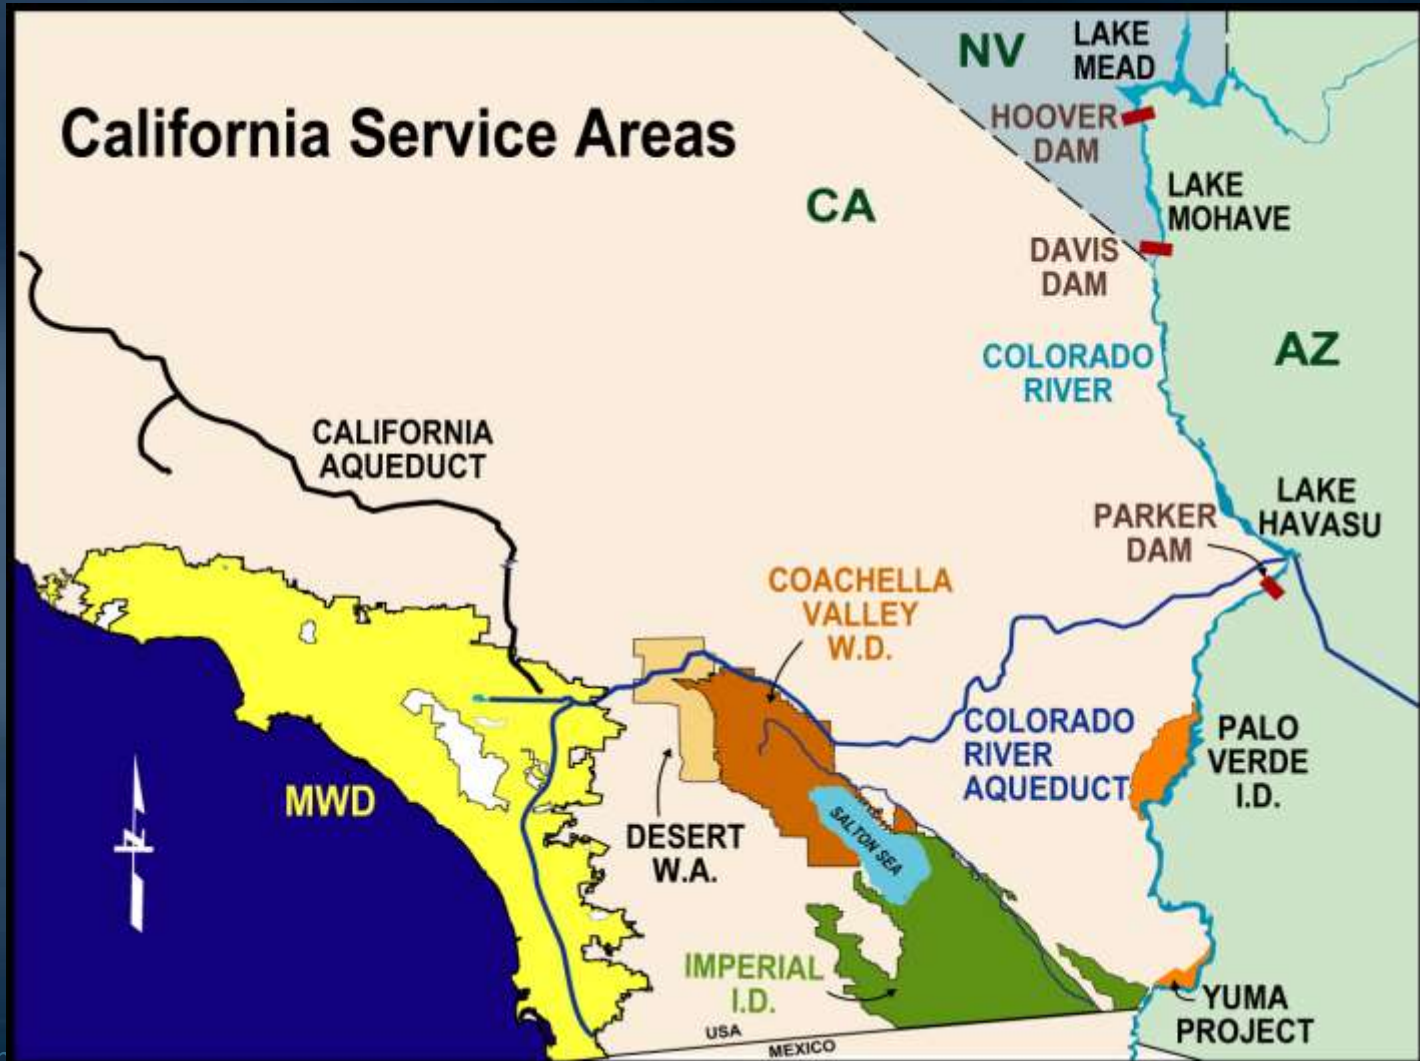 California Service Areas
NV
LAKE
MEAD
HOOVER
DAM
CA
LAKE
MOHAVE
DAVIS
DAM
COLORADO
RIVER
AZ
CALIFORNIA
AQUEDUCT
LAKE
HAVASU
PARKER
DAM
COACHELLA
VALLEY
W.D.
COLORADO
RIVER
AQUEDUCT
PALO
VERDE
I.D.
MWD
DESERT
W.A.
SALTON SEA
IMPERIAL
I.D.
YUMA
PROJECT
USA
MEXICO
N